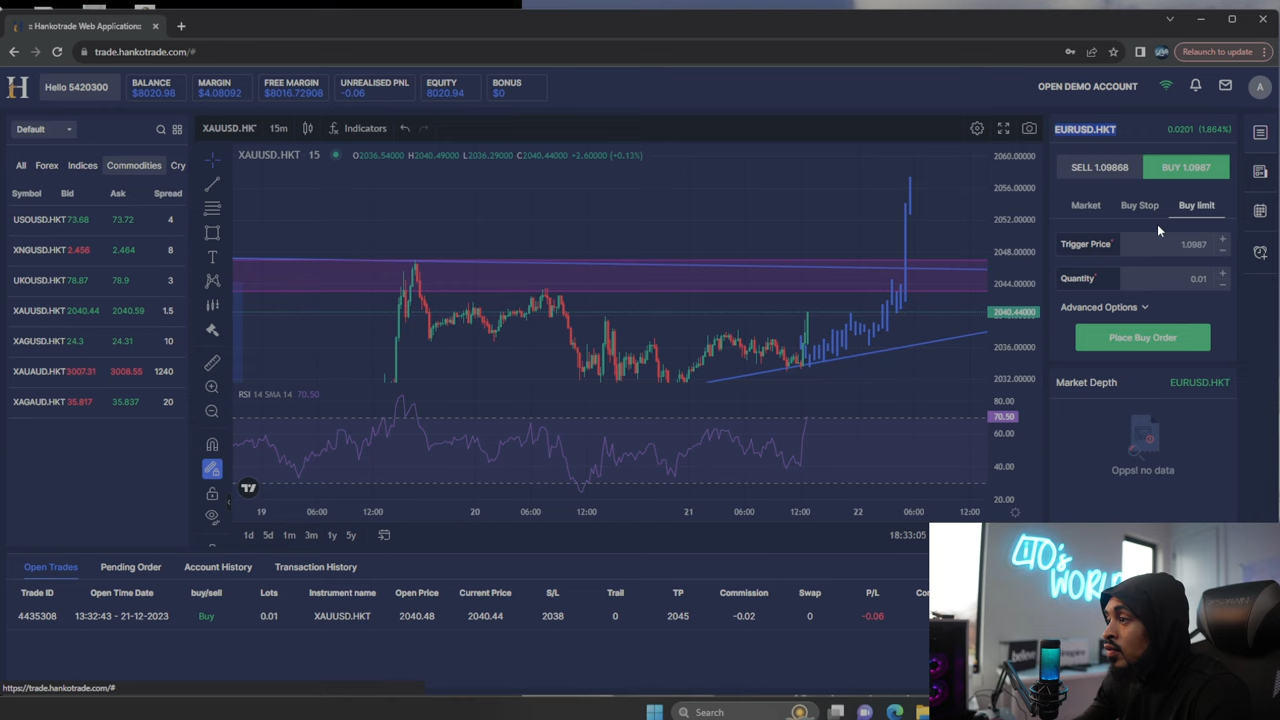 :: Hankotrade Web Application::
trade.hankotrade.com/#
Relaunch to update
H
Hello 5420300
BALANCE
$8020.98
MARGIN
$4.08092
FREE MARGIN
$8016.72908
UNREALISED PNL
-0.06
EQUITY
8020.94
BONUS
$0
OPEN DEMO ACCOUNT
A
Default
All Forex Indices Commodities Cry
Symbol Bid Ask Spread
USOUSD.HKT 73.68 73.72 4
XNGUSD.HKT 2.456 2.464 8
UKOUSD.HKT 78.87 78.9 3
XAUUSD.HKT 2040.44 2040.59 1.5
XAGUSD.HKT 24.3 24.31 10
XAUAUD.HKT 3007.31 3008.55 1240
XAGAUD.HKT 35.817 35.837 20
XAUUSD.HK 15m Indicators
XAUUSD.HKT 15 O2036.54000 H2040.49000 L2036.29000 C2040.44000 +2.60000 (+0.13%)
2060.00000
2056.00000
2052.00000
2048.00000
2044.00000
2040.44000
2036.00000
2032.00000
RSI 14 SMA 14 70.50
80.00
70.50
60.00
40.00
20.00
19 06:00 12:00 20 06:00 12:00 21 06:00 12:00 22 06:00 12:00
1d 5d 1m 3m 1y 5y
18:33:05
EURUSD.HKT 0.0201 (1.864%)
SELL 1.09868 BUY 1.0987
Market Buy Stop Buy limit
Trigger Price* 1.0987
Quantity* 0.01
Advanced Options
Place Buy Order
Market Depth EURUSD.HKT
Opps! no data
Open Trades Pending Order Account History Transaction History
Trade ID Open Time Date buy/sell Lots Instrument name Open Price Current Price S/L Trail TP Commission Swap P/L Co
4435308 13:32:43 - 21-12-2023 Buy 0.01 XAUUSD.HKT 2040.48 2040.44 2038 0 2045 -0.02 0 -0.06
https://trade.hankotrade.com/#
LITO's
WORLD
believe
Search